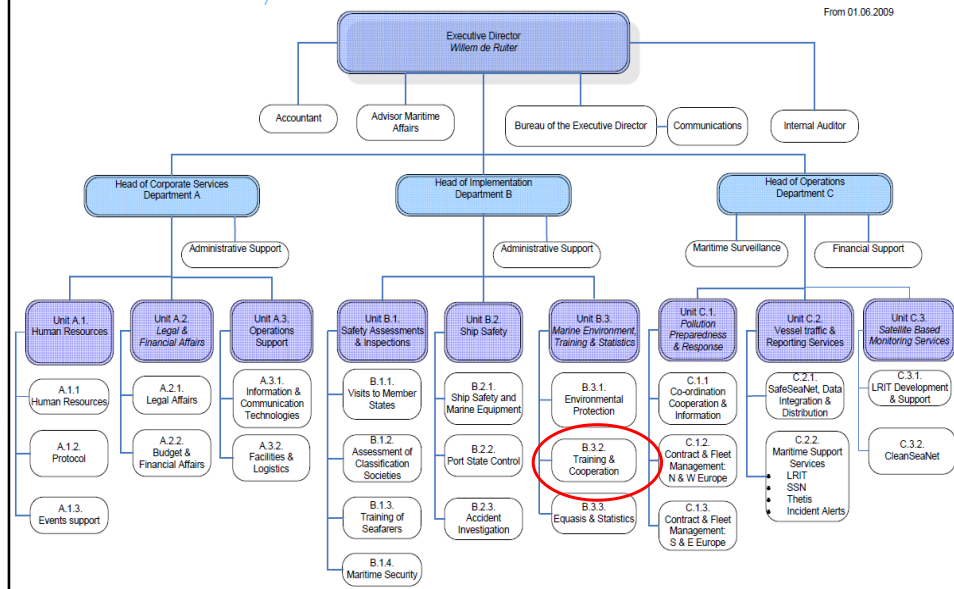 From 01.06.2009
Executive Director
Willem de Ruiter
Accountant
Advisor Maritime
Affairs
Bureau of the Executive Director
Communications
Internal Auditor
Head of Corporate Services
Department A
Head of Implementation
Department B
Head of Operations
Department C
Administrative Support
Administrative Support
Maritime Surveillance
Financial Support
Unit A.1.
Human Resources
Unit A.2.
Legal &
Financial Affairs
Unit A.3.
Operations
Support
Unit B.1.
Safety Assessments
& Inspections
Unit B.2.
Ship Safety
Unit B.3.
Marine Environment,
Training & Statistics
Unit C.1.
Pollution
Preparedness
& Response
Unit C.2.
Vessel traffic &
Reporting Services
Unit C.3.
Satellite Based
Monitoring Services
A.1.1
Human Resources
A.1.2.
Protocol
A.1.3.
Events support
A.2.1.
Legal Affairs
A.2.2.
Budget &
Financial Affairs
A.3.1.
Information &
Communication
Technologies
A.3.2.
Facilities &
Logistics
B.1.1.
Visits to Member
States
B.1.2.
Assessment of
Classification
Societies
B.1.3.
Training of
Seafarers
B.1.4.
Maritime Security
B.2.1.
Ship Safety and
Marine Equipment
B.2.2.
Port State Control
B.2.3.
Accident
Investigation
B.3.1.
Environmental
Protection
B.3.2.
Training &
Cooperation
B.3.3.
Equasis & Statistics
C.1.1
Co-ordination
Cooperation &
Information
C.1.2.
Contract & Fleet
Management:
N & W Europe
C.1.3.
Contract & Fleet
Management:
S & E Europe
C.2.1.
SafeSeaNet, Data
Integration &
Distribution
C.2.2.
Maritime Support
Services
LRIT
SSN
Thetis
Incident Alerts
C.3.1.
LRIT Development
& Support
C.3.2.
CleanSeaNet